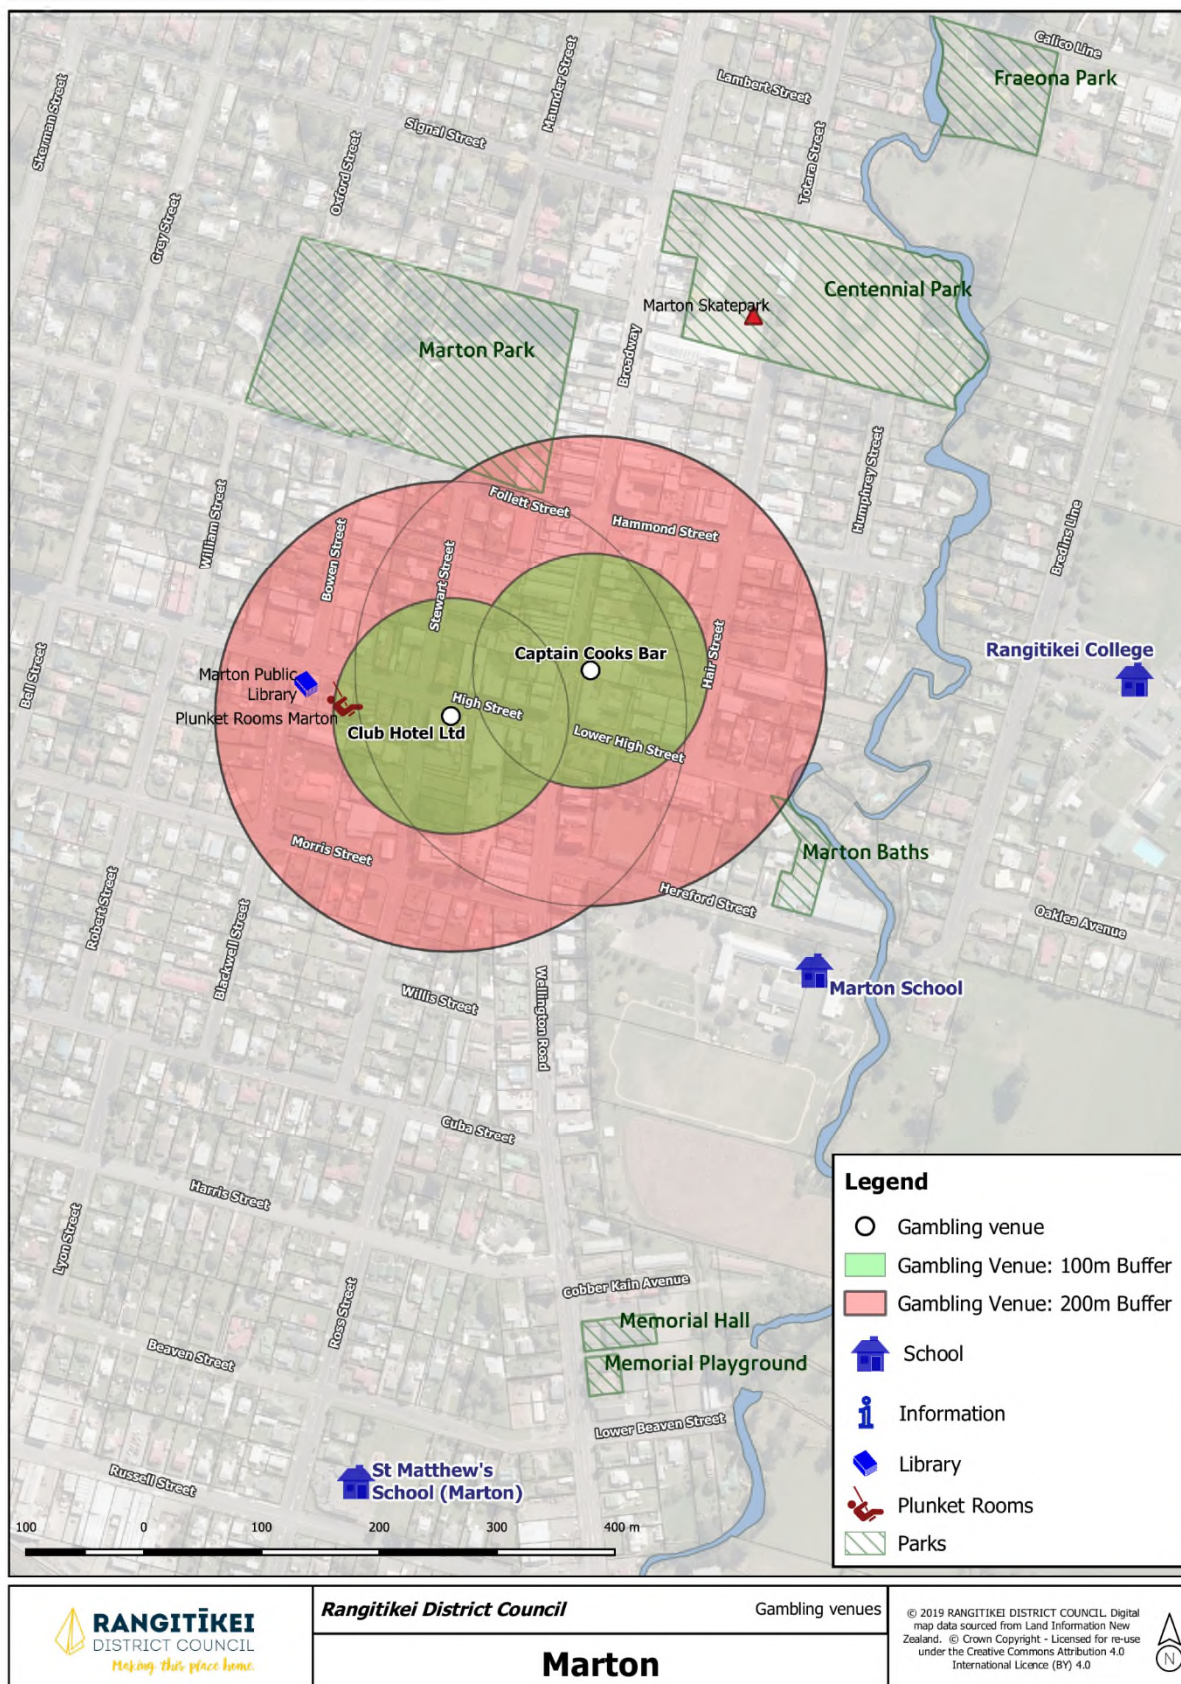 Calico Line
Fraeona Park
Lambert Street
Maunder Street
Skerman Street
Signal Street
Totara Street
Oxford Street
Grey Street
Centennial Park
Marton Skatepark
Broadway
Marton Park
Humphrey Street
Bredins Line
Follett Street
Hammond Street
William Street
Bowen Street
Stewart Street
Hair Street
Captain Cooks Bar
Rangitikei College
Bell Street
Marton Public
Library
Plunket Rooms Marton
High Street
Club Hotel Ltd
Lower High Street
Morris Street
Marton Baths
Hereford Street
Oaklea Avenue
Robert Street
Blackwell Street
Marton School
Willis Street
Wellington Road
Cuba Street
Harris Street
Lyon Street
Gobber Kain Avenue
Ross Street
Memorial Hall
Memorial Playground
Beaven Street
Lower Beaven Street
Russell Street
St Matthew's
School (Marton)
100 0 100 200 300 400 m
Legend
Gambling venue
Gambling Venue: 100m Buffer
Gambling Venue: 200m Buffer
School
Information
Library
Plunket Rooms
Parks
RANGITĪKEI
DISTRICT COUNCIL
Making this place home.
Rangitikei District Council Gambling venues
Marton
© 2019 RANGITIKEI DISTRICT COUNCIL. Digital
map data sourced from Land Information New
Zealand. © Crown Copyright - Licensed for re-use
under the Creative Commons Attribution 4.0
International Licence (BY) 4.0
N